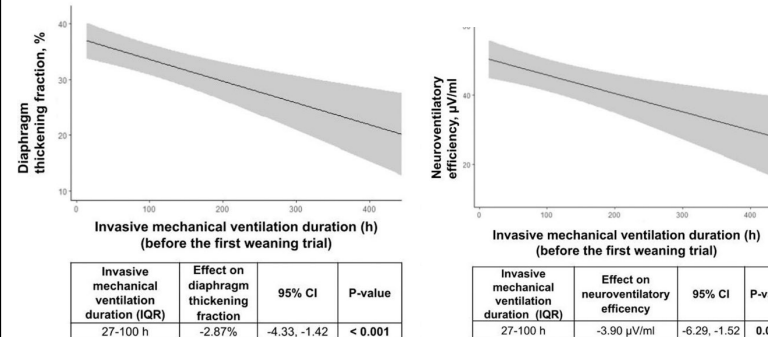 Diaphragm
thickening fraction, %
40
30
20
10
0 100 200 300 400
Invasive mechanical ventilation duration (h)
(before the first weaning trial)
Invasive mechanical ventilation duration (IQR) Effect on diaphragm thickening fraction 95% CI P-value
27-100 h -2.87% -4.33, -1.42 < 0.001
Neuroventilatory
efficiency, µV/ml
40
20
0 100 200 300 400
Invasive mechanical ventilation duration (h)
(before the first weaning trial)
Invasive mechanical ventilation duration (IQR) Effect on neuroventilatory efficency 95% CI
27-100 h -3.90 µV/ml -6.29, -1.52